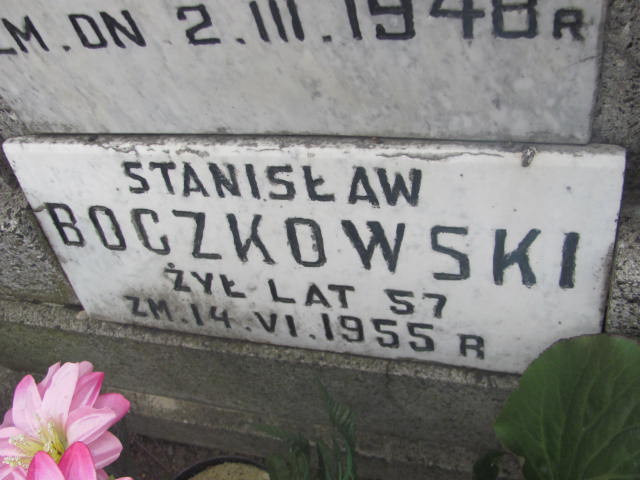 ZM. DN 2. III. 1948 R
STANISŁAW
BOCZKOWSKI
ŻYŁ LAT 57
ZM. 14. VI. 1955 R